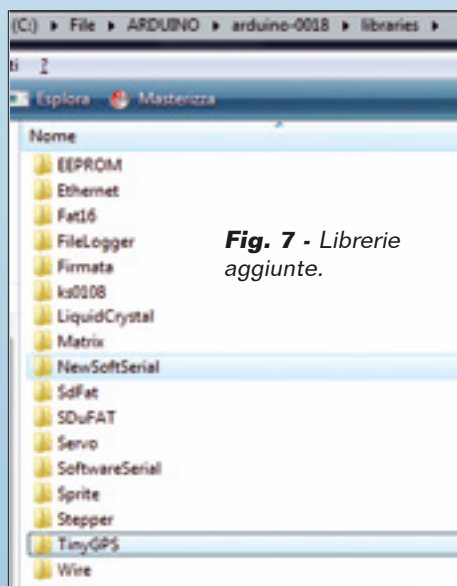 (C:) ▸ File ▸ ARDUINO ▸ arduino-0018 ▸ libraries ▸
ti ?
Esplora Masterizza
Nome
EEPROM
Ethernet
Fat16
FileLogger
Firmata
ks0108
LiquidCrystal
Matrix
NewSoftSerial
SdFat
SDuFAT
Servo
SoftwareSerial
Sprite
Stepper
TinyGPS
Wire
Fig. 7 - Librerie
aggiunte.